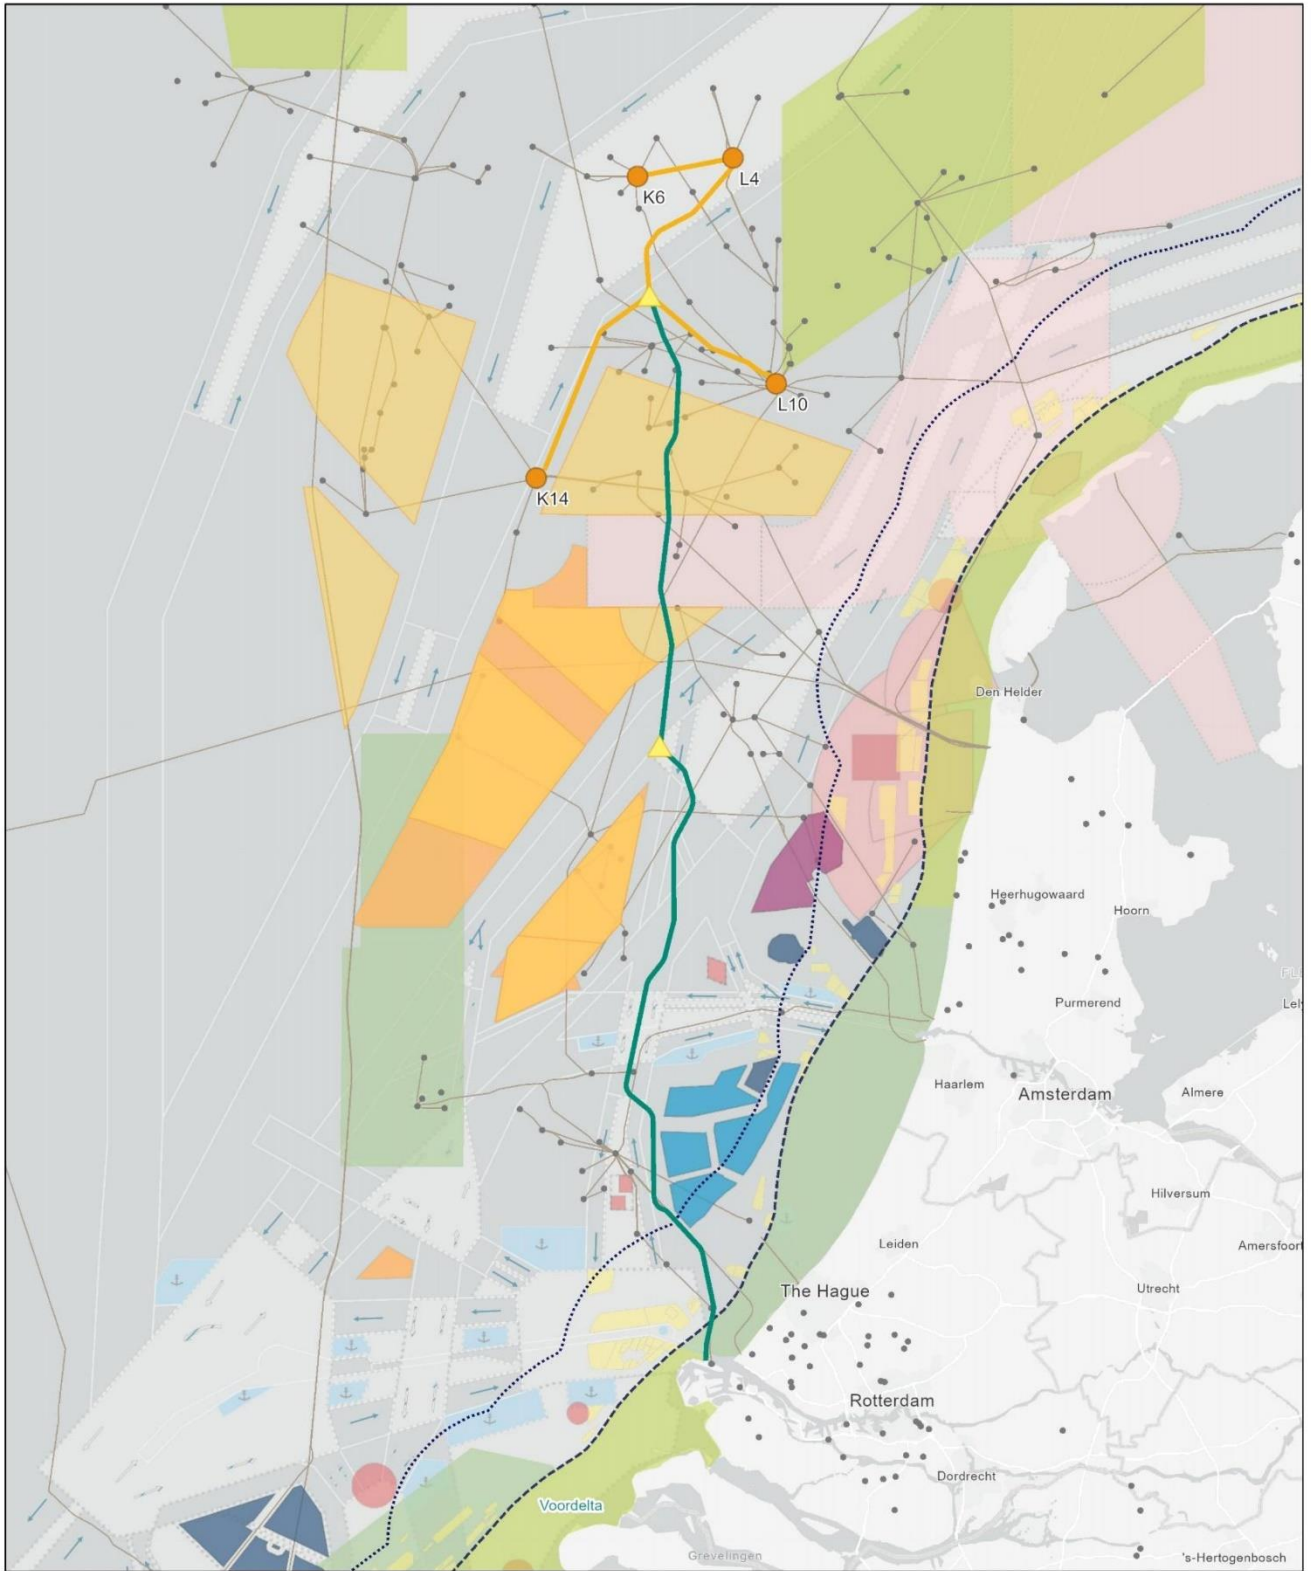 L4
K6
L10
K14
Den Helder
Heerhugowaard
Hoorn
Purmerend
Haarlem
Amsterdam
Almere
Hilversum
Leiden
Amersfoort
The Hague
Utrecht
Rotterdam
Dordrecht
Voordelta
Grevelingen
's-Hertogenbosch